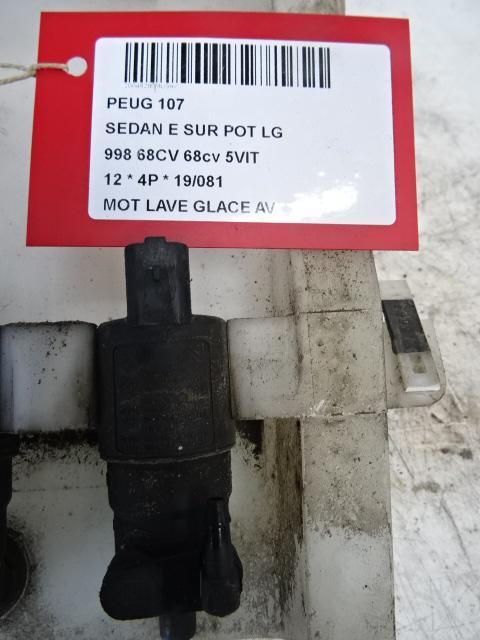 PEUG 107
SEDAN E SUR POT LG
998 68CV 68cv 5VIT
12 * 4P * 19/081
MOT LAVE GLACE AV